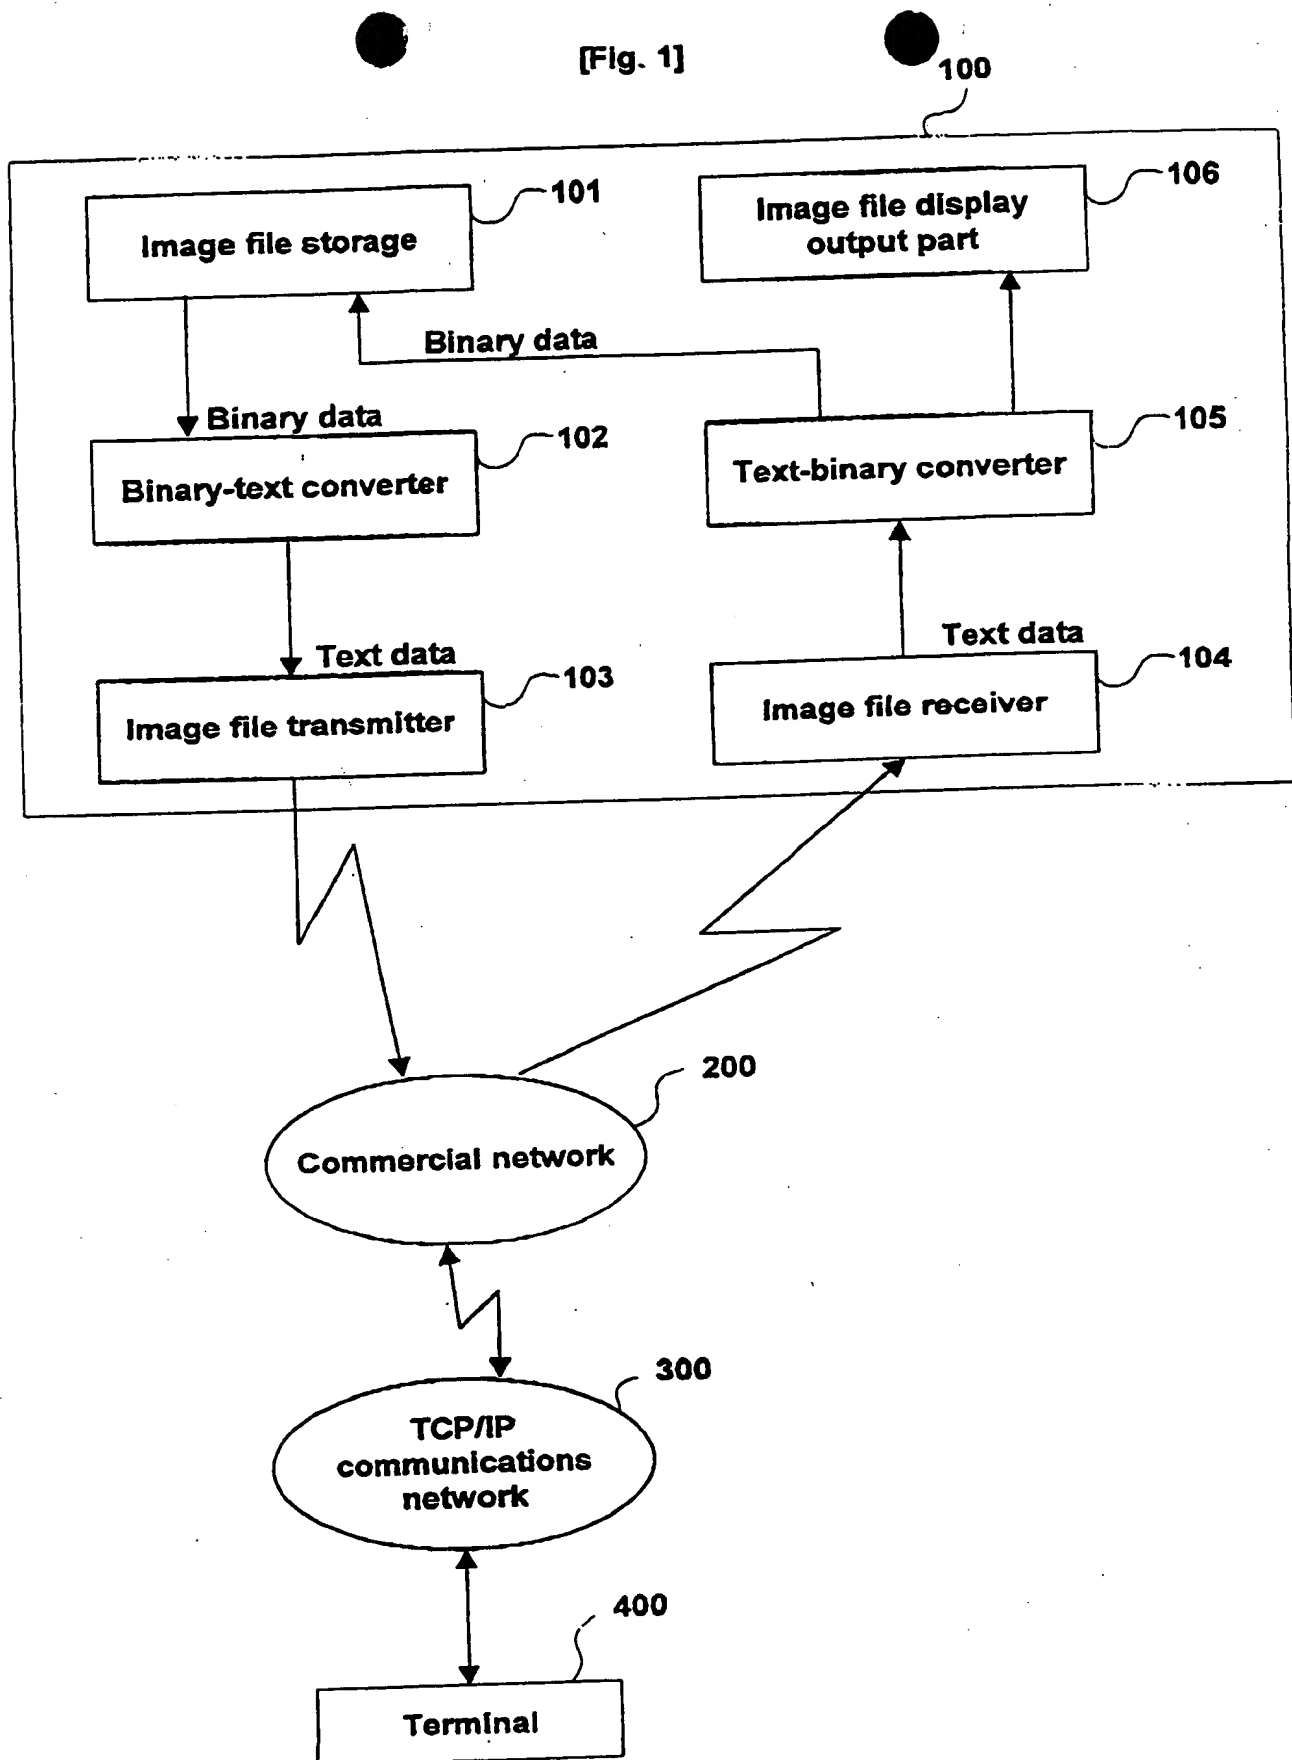 [Fig. 1]
100
101
Image file storage
106
Image file display
output part
Binary data
Binary data
102
Binary-text converter
105
Text-binary converter
Text data
103
Image file transmitter
Text data
104
Image file receiver
200
Commercial network
300
TCP/IP
communications
network
400
Terminal